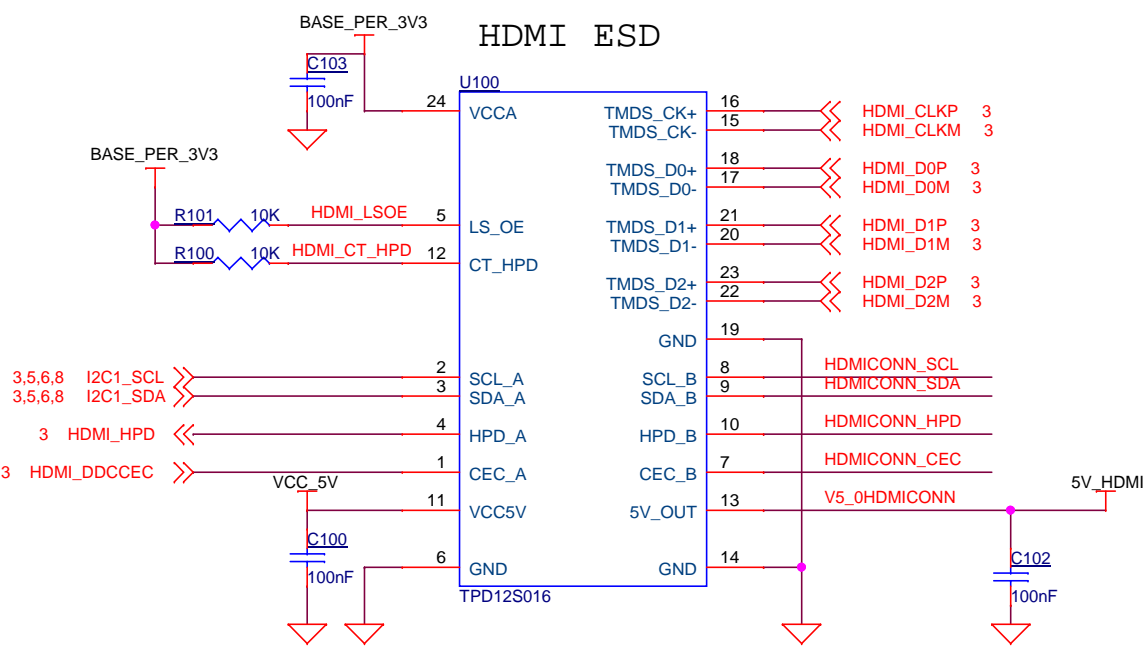 BASE_PER_3V3
HDMI ESD
C103
100nF
U100
24 VCCA
TMDS_CK+ 16 HDMI_CLKP 3
TMDS_CK- 15 HDMI_CLKM 3
BASE_PER_3V3
TMDS_D0+ 18 HDMI_D0P 3
TMDS_D0- 17 HDMI_D0M 3
R101 10K HDMI_LSOE 5 LS_OE
TMDS_D1+ 21 HDMI_D1P 3
TMDS_D1- 20 HDMI_D1M 3
R100 10K HDMI_CT_HPD 12 CT_HPD
TMDS_D2+ 23 HDMI_D2P 3
TMDS_D2- 22 HDMI_D2M 3
GND 19
3,5,6,8 I2C1_SCL 2 SCL_A
SCL_B 8 HDMICONN_SCL
3,5,6,8 I2C1_SDA 3 SDA_A
SDA_B 9 HDMICONN_SDA
3 HDMI_HPD 4 HPD_A
HPD_B 10 HDMICONN_HPD
3 HDMI_DDCCEC 1 CEC_A
CEC_B 7 HDMICONN_CEC
VCC_5V
5V_HDMI
11 VCC5V
5V_OUT 13 V5_0HDMICONN
C100
100nF
6 GND
GND 14
C102
100nF
TPD12S016